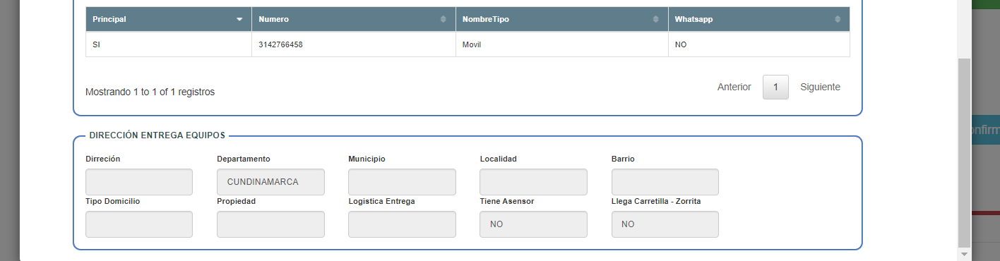 Principal Numero NombreTipo Whatsapp
SI 3142766458 Movil NO
Mostrando 1 to 1 of 1 registros
Anterior 1 Siguiente
DIRECCIÓN ENTREGA EQUIPOS
Dirreción Departamento Municipio Localidad Barrio
CUNDINAMARCA
Tipo Domicilio Propiedad Logistica Entrega Tiene Asensor Llega Carretilla - Zorrita
NO NO